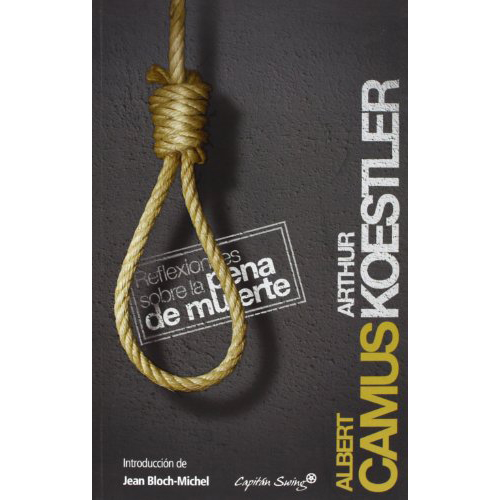 Reflexiones
sobre la pena
de muerte
ARTHUR
KOESTLER
ALBERT
CAMUS
Introducción de
Jean Bloch-Michel
Capitán Swing